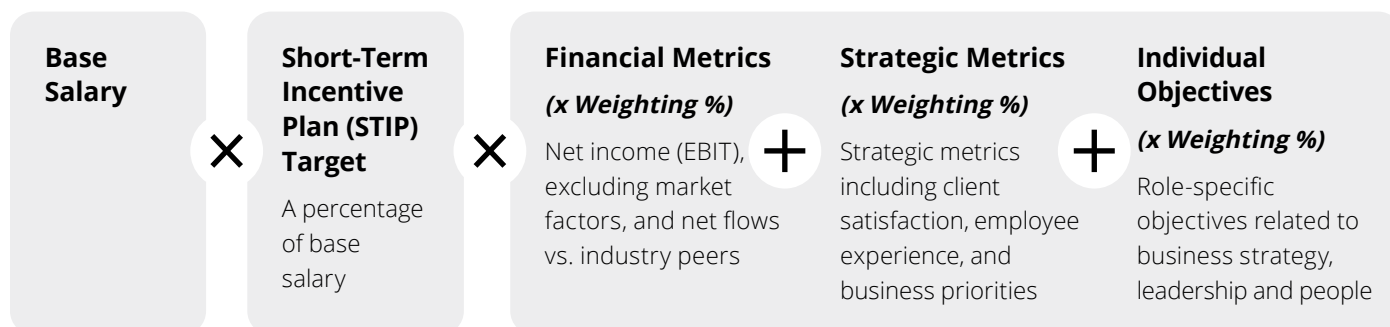 Base
Salary
×
Short-Term
Incentive
Plan (STIP)
Target
A percentage
of base
salary
×
Financial Metrics
(x Weighting %)
Net income (EBIT),
excluding market
factors, and net flows
vs. industry peers
+
Strategic Metrics
(x Weighting %)
Strategic metrics
including client
satisfaction, employee
experience, and
business priorities
+
Individual
Objectives
(x Weighting %)
Role-specific
objectives related to
business strategy,
leadership and people